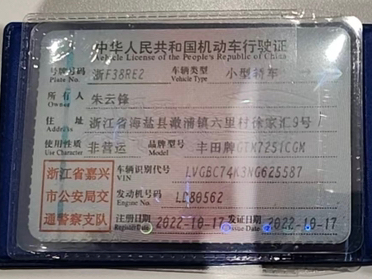 中华人民共和国机动车行驶证
Vehicle License of the People's Republic of China
号牌号码 浙F38RE2 车辆类型 小型轿车
Plate No. Vehicle Type
所有人 朱云锋
Owner
住址 浙江省海盐县澉浦镇六里村徐家汇9号
Address
使用性质 非营运 品牌型号 丰田牌GTM7251CGM
Use Character Model
浙江省嘉兴市公安局交通警察支队
车辆识别代号 LVGBC74K3NG625587
VIN
发动机号码 LD80562
Engine No.
注册日期 2022-10-17 发证日期 2022-10-17
Register Date Issue Date